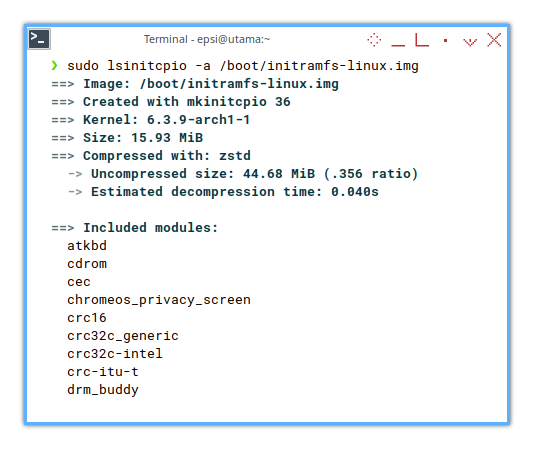 Terminal - epsi@utama:~
❯ sudo lsinitcpio -a /boot/initramfs-linux.img
==> Image: /boot/initramfs-linux.img
==> Created with mkinitcpio 36
==> Kernel: 6.3.9-arch1-1
==> Size: 15.93 MiB
==> Compressed with: zstd
-> Uncompressed size: 44.68 MiB (.356 ratio)
-> Estimated decompression time: 0.040s
==> Included modules:
atkbd
cdrom
cec
chromeos_privacy_screen
crc16
crc32c_generic
crc32c-intel
crc-itu-t
drm_buddy